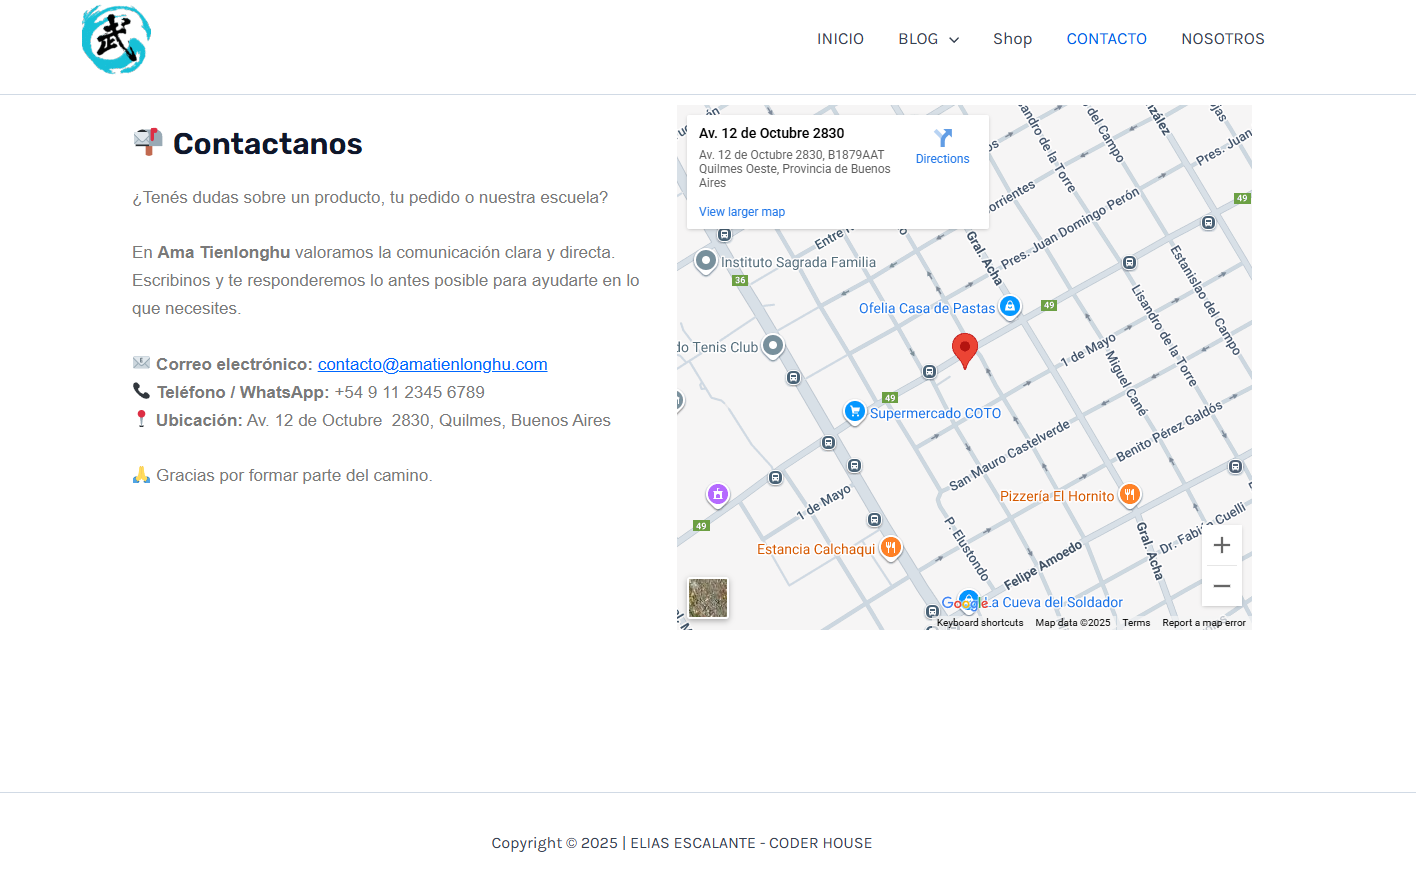 武
INICIO
BLOG
Shop
CONTACTO
NOSOTROS
Contactanos
¿Tenés dudas sobre un producto, tu pedido o nuestra escuela?
En Ama Tienlonghu valoramos la comunicación clara y directa.
Escribinos y te responderemos lo antes posible para ayudarte en lo
que necesites.
Correo electrónico: contacto@amatienlonghu.com
Teléfono / WhatsApp: +54 9 11 2345 6789
Ubicación: Av. 12 de Octubre  2830, Quilmes, Buenos Aires
Gracias por formar parte del camino.
Av. 12 de Octubre 2830
Av. 12 de Octubre 2830, B1879AAT
Quilmes Oeste, Provincia de Buenos
Aires
Directions
View larger map
Lisandro de la Torre
del Campo
Pres. Juan
49
Pres. Juan Domingo Perón
Gral. Acha
Instituto Sagrada Familia
36
Estanislao del Campo
Ofelia Casa de Pastas
49
Lisandro de la Torre
do Tenis Club
1 de Mayo
Miguel Cané
49
Supermercado COTO
Benito Pérez Galdós
San Mauro Castelverde
Pizzería El Hornito
1 de Mayo
49
P. Elustondo
Gral. Acha
Estancia Calchaqui
Felipe Amoedo
Google
La Cueva del Soldador
Keyboard shortcuts
Map data ©2025
Terms
Report a map error
Copyright © 2025 | ELIAS ESCALANTE - CODER HOUSE